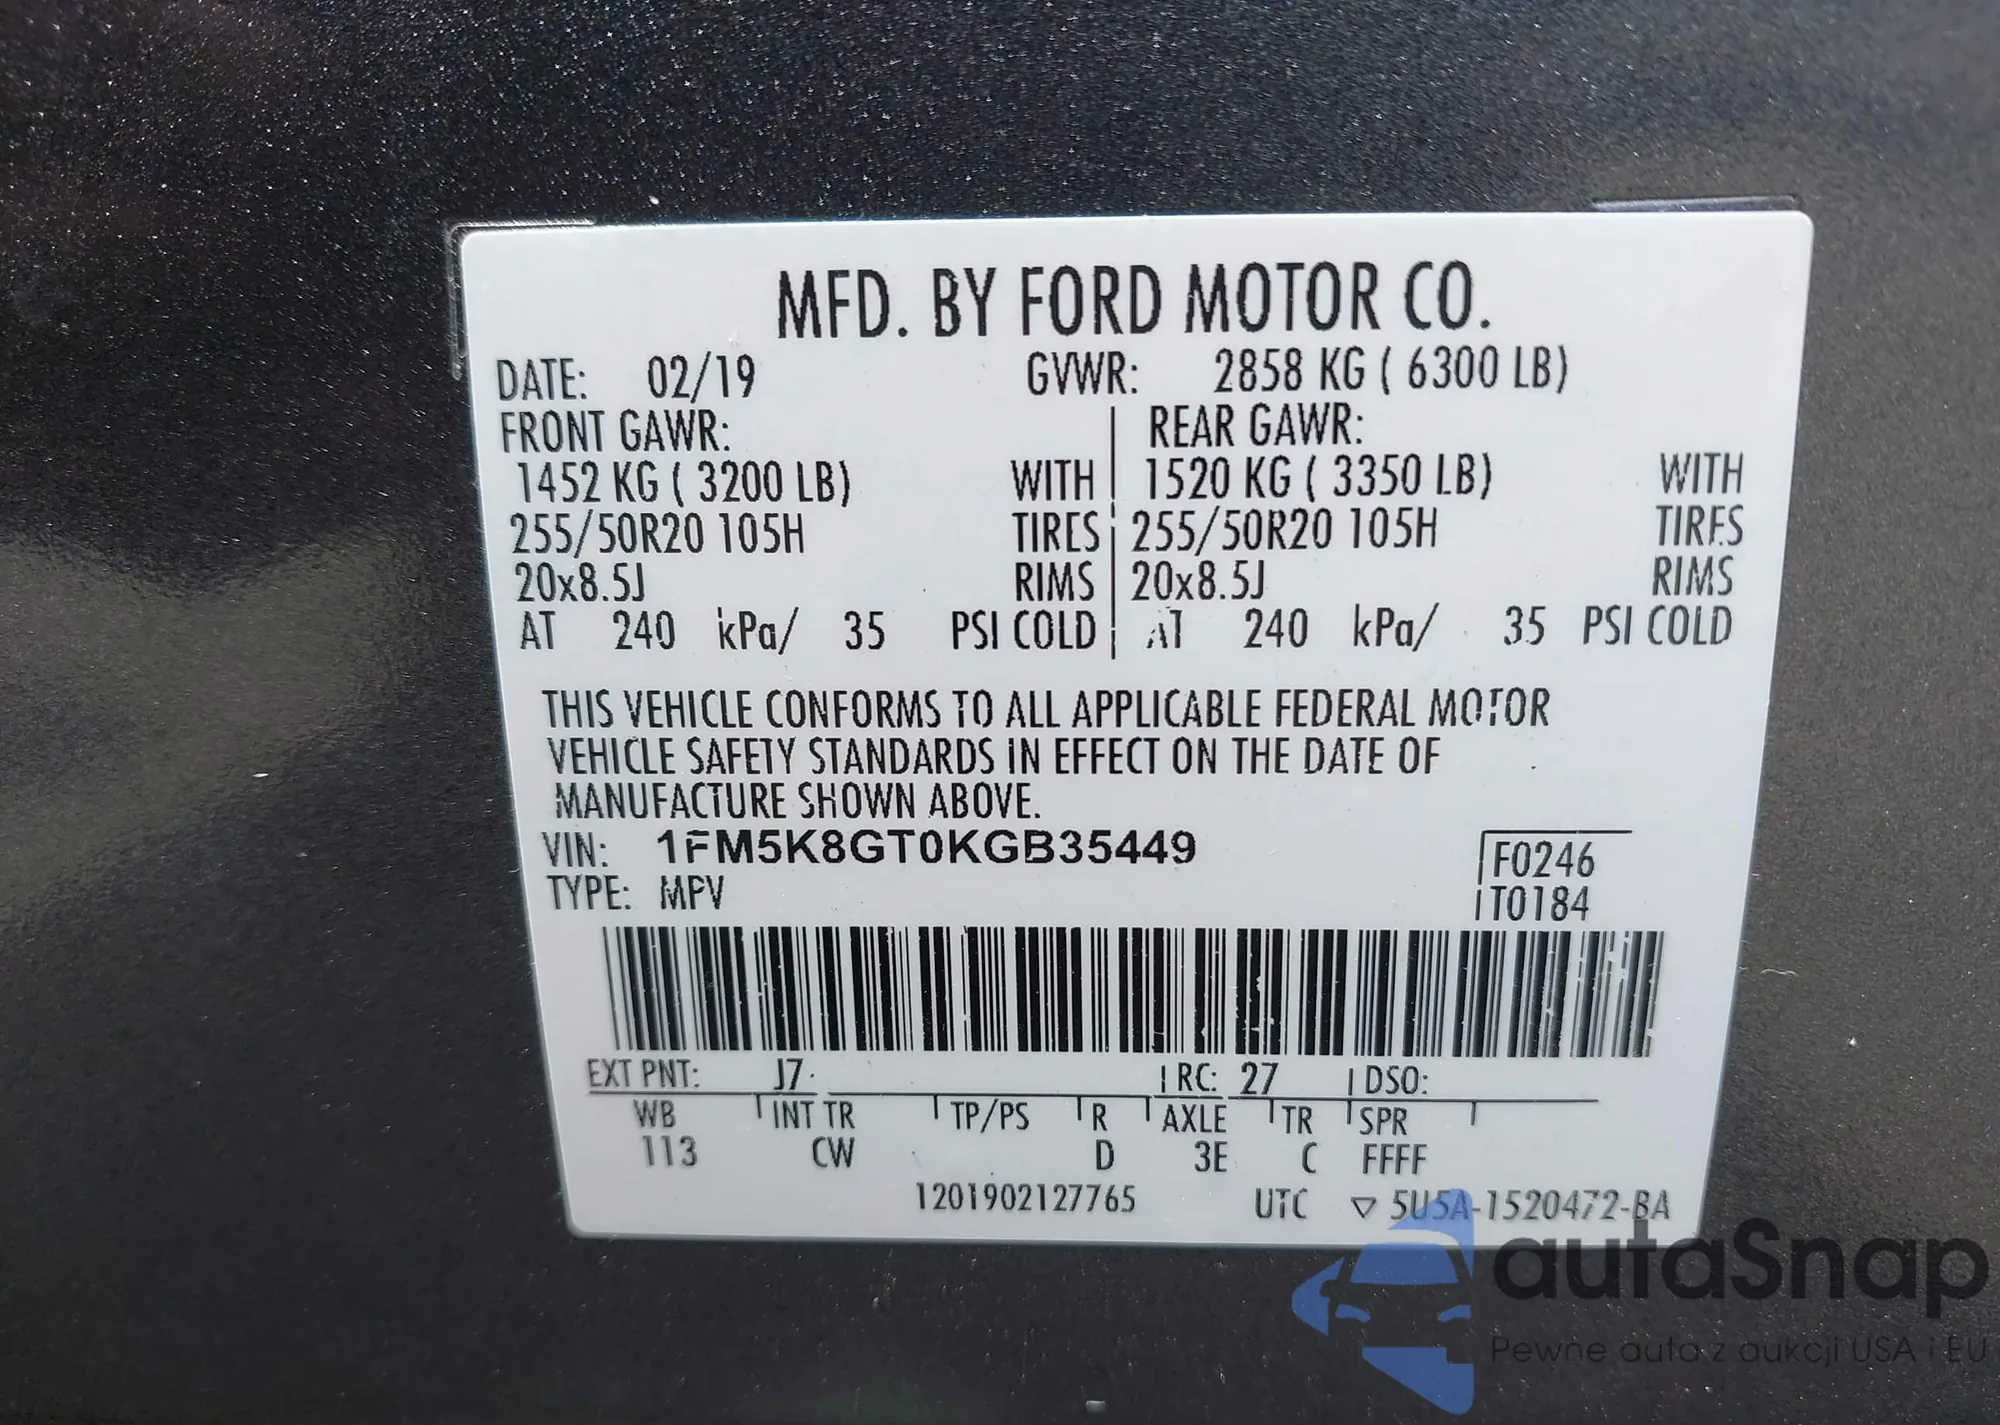 MFD. BY FORD MOTOR CO.
DATE: 02/19 GVWR: 2858 KG ( 6300 LB)
FRONT GAWR: REAR GAWR:
1452 KG ( 3200 LB) WITH 1520 KG ( 3350 LB) WITH
255/50R20 105H TIRES 255/50R20 105H TIRES
20x8.5J RIMS 20x8.5J RIMS
AT 240 kPa/ 35 PSI COLD AT 240 kPa/ 35 PSI COLD
THIS VEHICLE CONFORMS TO ALL APPLICABLE FEDERAL MOTOR
VEHICLE SAFETY STANDARDS IN EFFECT ON THE DATE OF
MANUFACTURE SHOWN ABOVE.
VIN: 1FM5K8GT0KGB35449 F0246
TYPE: MPV T0184
EXT PNT: J7 RC: 27 DSO:
WB INT TR TP/PS R AXLE TR SPR
113 CW D 3E C FFFF
1201902127765 UTC ▽ 5U5A-1520472-BA
autaSnap
Pewne auta z aukcji USA i EU